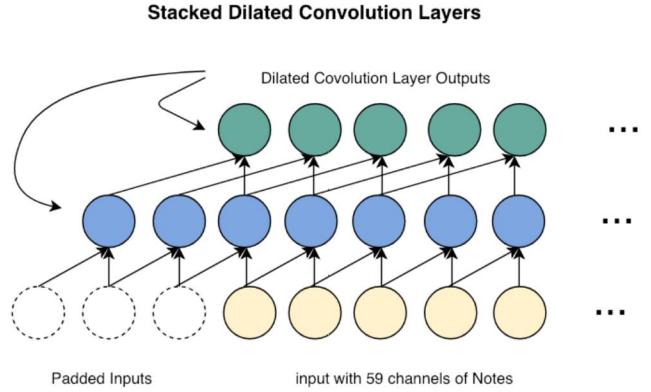 Stacked Dilated Convolution Layers
Dilated Covolution Layer Outputs
...
...
...
Padded Inputs
input with 59 channels of Notes